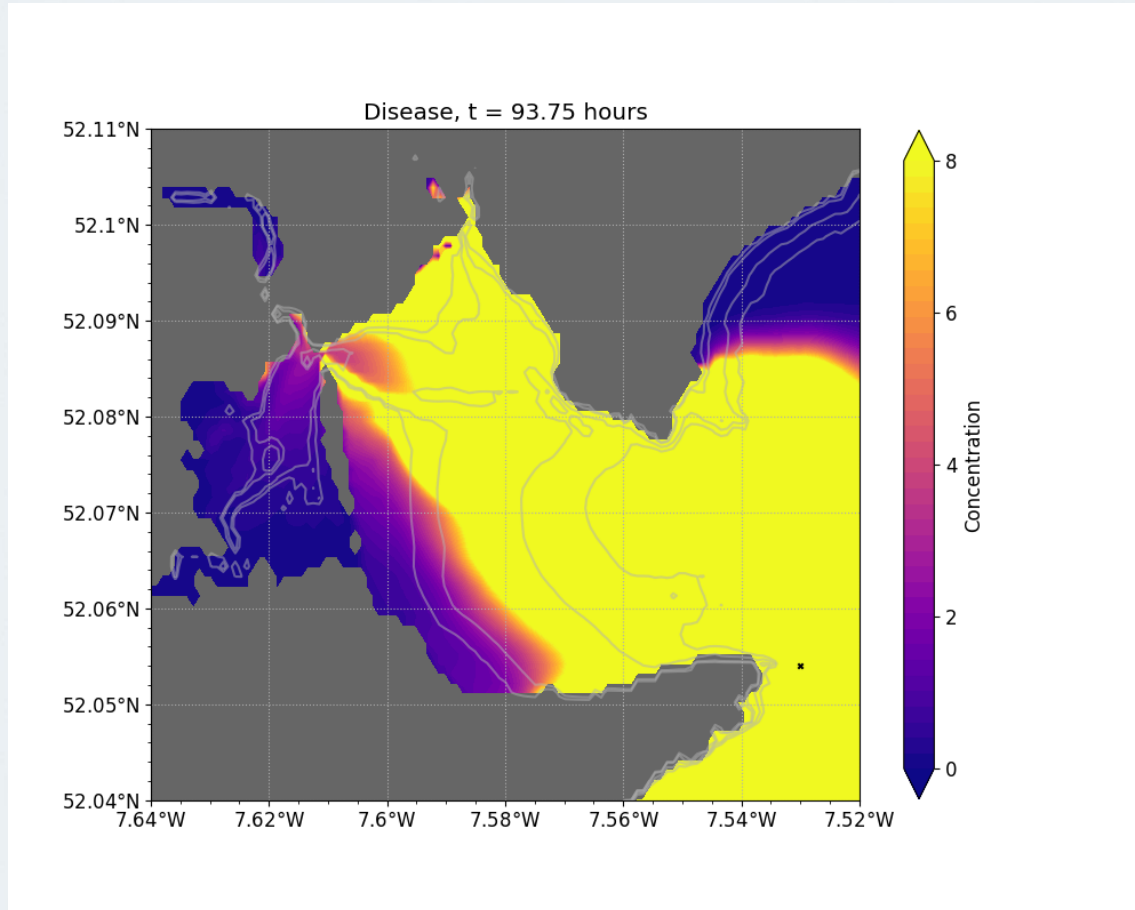 Disease, t = 93.75 hours
52.11°N
52.1°N
52.09°N
52.08°N
52.07°N
52.06°N
52.05°N
52.04°N
7.64°W 7.62°W 7.6°W 7.58°W 7.56°W 7.54°W 7.52°W
8
6
4
2
0
Concentration